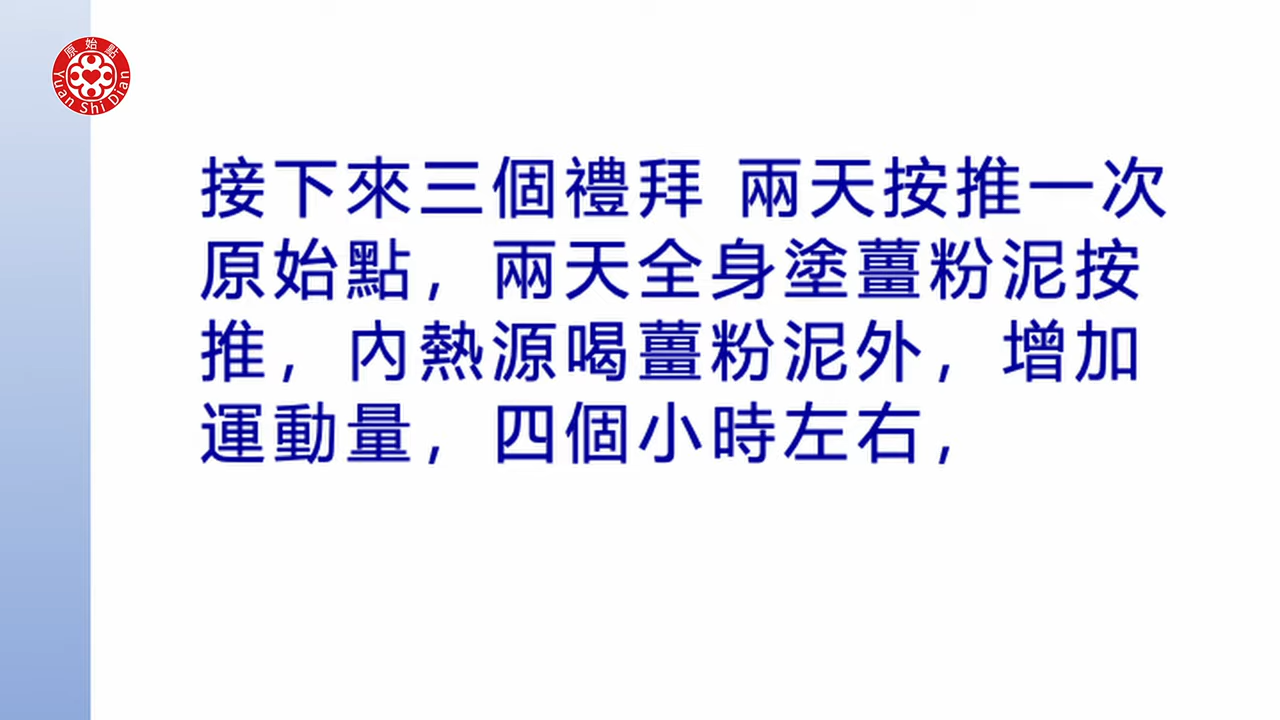 原始點
Yuan Shi Dian
接下來三個禮拜 兩天按推一次
原始點，兩天全身塗薑粉泥按
推，內熱源喝薑粉泥外，增加
運動量，四個小時左右，